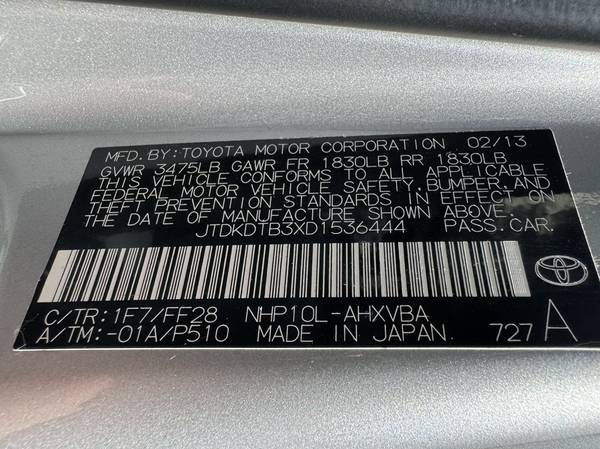 MFD. BY: TOYOTA MOTOR CORPORATION 02/13
GVWR 3475LB GAWR FR 1830LB RR 1830LB
THIS VEHICLE CONFORMS TO ALL APPLICABLE
FEDERAL MOTOR VEHICLE SAFETY, BUMPER, AND
THEFT PREVENTION STANDARDS IN EFFECT ON
THE DATE OF MANUFACTURE SHOWN ABOVE.
JTDKDTB3XD1536444 PASS. CAR
C/TR: 1F7/FF28 NHP10L-AHXVBA
A/TM: -01A/P510 MADE IN JAPAN 727 A
TOYOTA